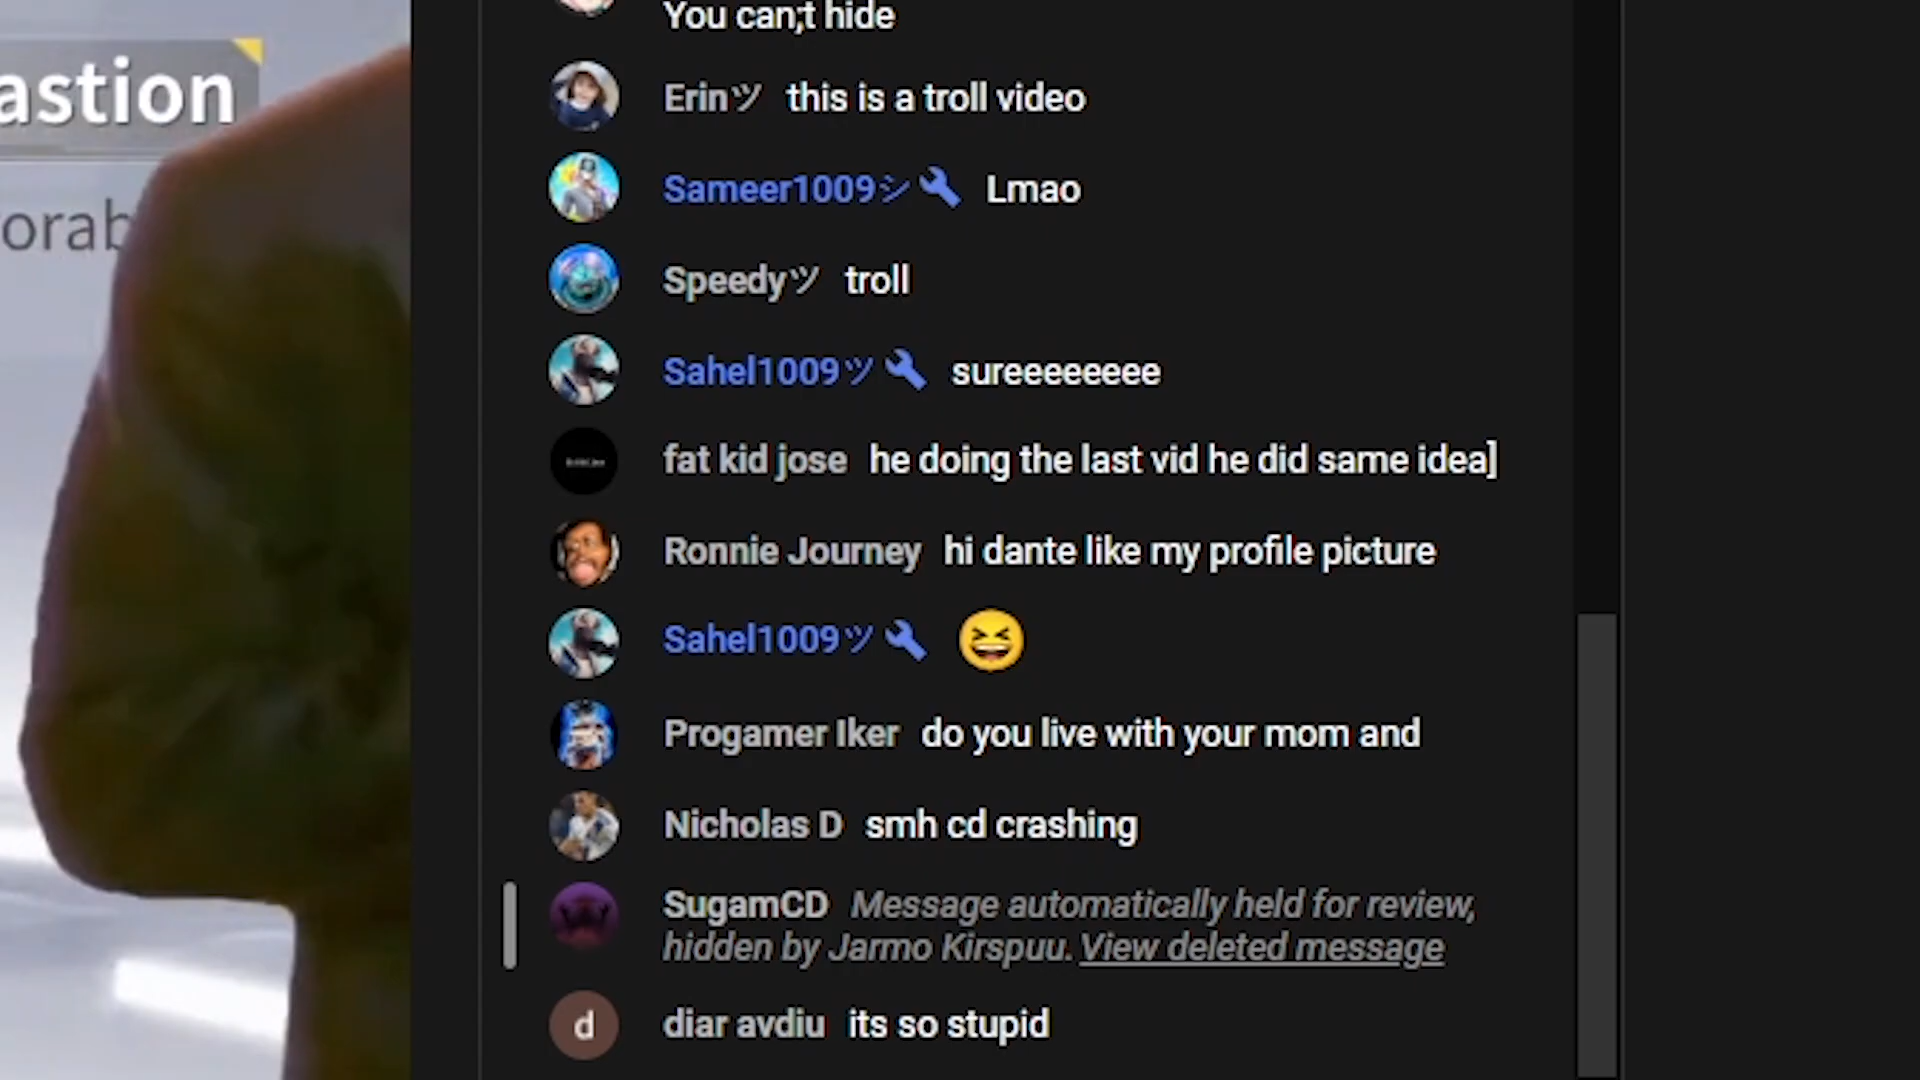 You can;t hide
astion
Erinツ this is a troll video
Sameer1009シ Lmao
orab
Speedyツ troll
Sahel1009ツ sureeeeeeee
fat kid jose he doing the last vid he did same idea]
Ronnie Journey hi dante like my profile picture
Sahel1009ツ 😆
Progamer Iker do you live with your mom and
Nicholas D smh cd crashing
SugamCD Message automatically held for review,
hidden by Jarmo Kirspuu. View deleted message
d diar avdiu its so stupid